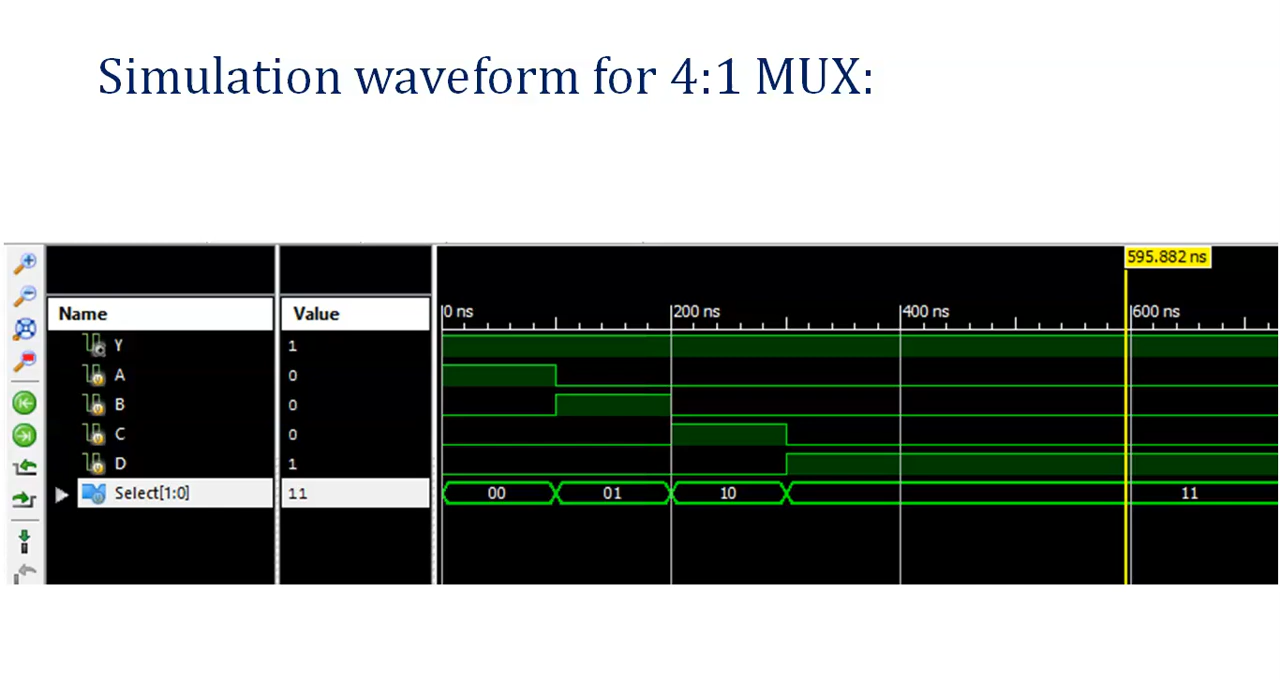 Simulation waveform for 4:1 MUX:
595.882 ns
Name Value 0 ns 200 ns 400 ns 600 ns
Y 1
A 0
B 0
C 0
D 1
Select[1:0] 11 00 01 10 11